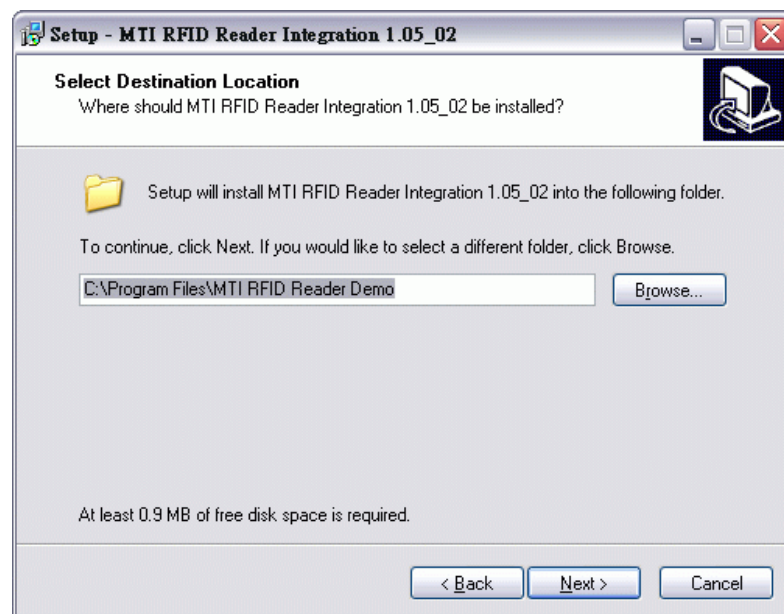 Setup - MTI RFID Reader Integration 1.05_02
Select Destination Location
Where should MTI RFID Reader Integration 1.05_02 be installed?
Setup will install MTI RFID Reader Integration 1.05_02 into the following folder.
To continue, click Next. If you would like to select a different folder, click Browse.
C:\Program Files\MTI RFID Reader Demo
Browse...
At least 0.9 MB of free disk space is required.
< Back
Next >
Cancel